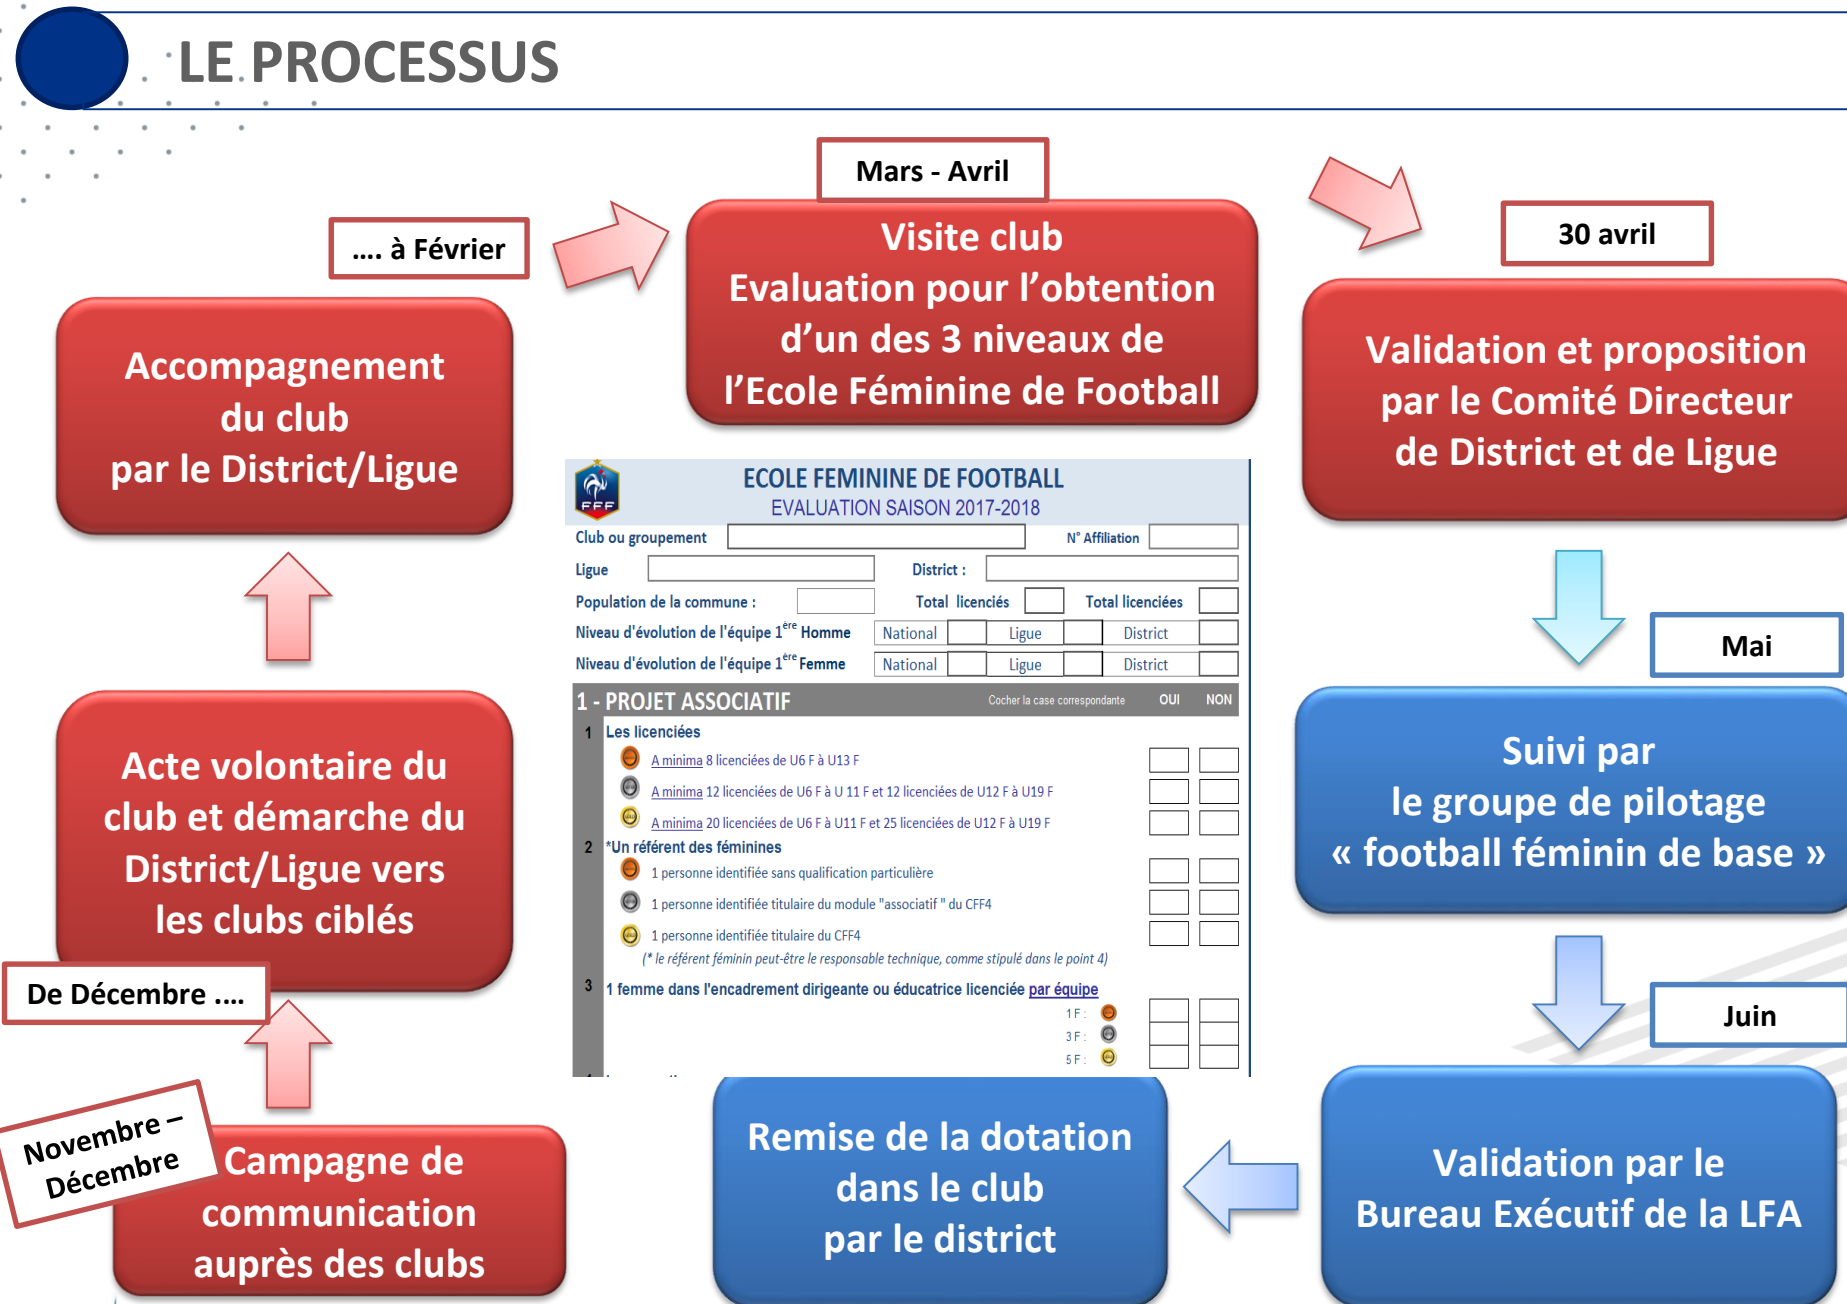 LE PROCESSUS
Mars - Avril
Visite club
Evaluation pour l’obtention
d’un des 3 niveaux de
l’Ecole Féminine de Football
30 avril
Validation et proposition
par le Comité Directeur
de District et de Ligue
.... à Février
Accompagnement
du club
par le District/Ligue
Acte volontaire du
club et démarche du
District/Ligue vers
les clubs ciblés
De Décembre ....
Novembre –
Décembre
Campagne de
communication
auprès des clubs
FFF
ECOLE FEMININE DE FOOTBALL
EVALUATION SAISON 2017-2018
Club ou groupement N° Affiliation
Ligue District :
Population de la commune : Total licenciés Total licenciées
Niveau d'évolution de l'équipe 1ère Homme National Ligue District
Niveau d'évolution de l'équipe 1ère Femme National Ligue District
1 - PROJET ASSOCIATIF Cocher la case correspondante OUI NON
1 Les licenciées
A minima 8 licenciées de U6 F à U13 F
A minima 12 licenciées de U6 F à U 11 F et 12 licenciées de U12 F à U19 F
A minima 20 licenciées de U6 F à U11 F et 25 licenciées de U12 F à U19 F
2 *Un référent des féminines
1 personne identifiée sans qualification particulière
1 personne identifiée titulaire du module "associatif " du CFF4
1 personne identifiée titulaire du CFF4
(* le référent féminin peut-être le responsable technique, comme stipulé dans le point 4)
3 1 femme dans l'encadrement dirigeante ou éducatrice licenciée par équipe
1 F :
3 F :
5 F :
Mai
Suivi par
le groupe de pilotage
« football féminin de base »
Juin
Validation par le
Bureau Exécutif de la LFA
Remise de la dotation
dans le club
par le district